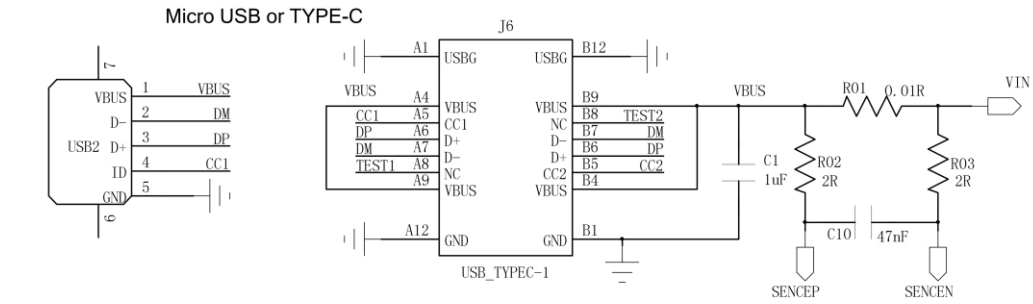 Micro USB or TYPE-C
J6
7
1 VBUS
VBUS
2 DM
D-
3 DP
USB2 D+
4 CC1
ID
5
GND
6
A1 USBG
USBG B12
VBUS
A4 VBUS
CC1 A5 CC1
DP A6 D+
DM A7 D-
TEST1 A8 NC
A9 VBUS
A12 GND
VBUS B9
NC B8 TEST2
D- B7 DM
D+ B6 DP
CC2 B5 CC2
VBUS B4
GND B1
USB_TYPEC-1
VBUS
R01 0.01R
VIN
C1
1uF
R02
2R
R03
2R
C10 47nF
SENCEP
SENCEN